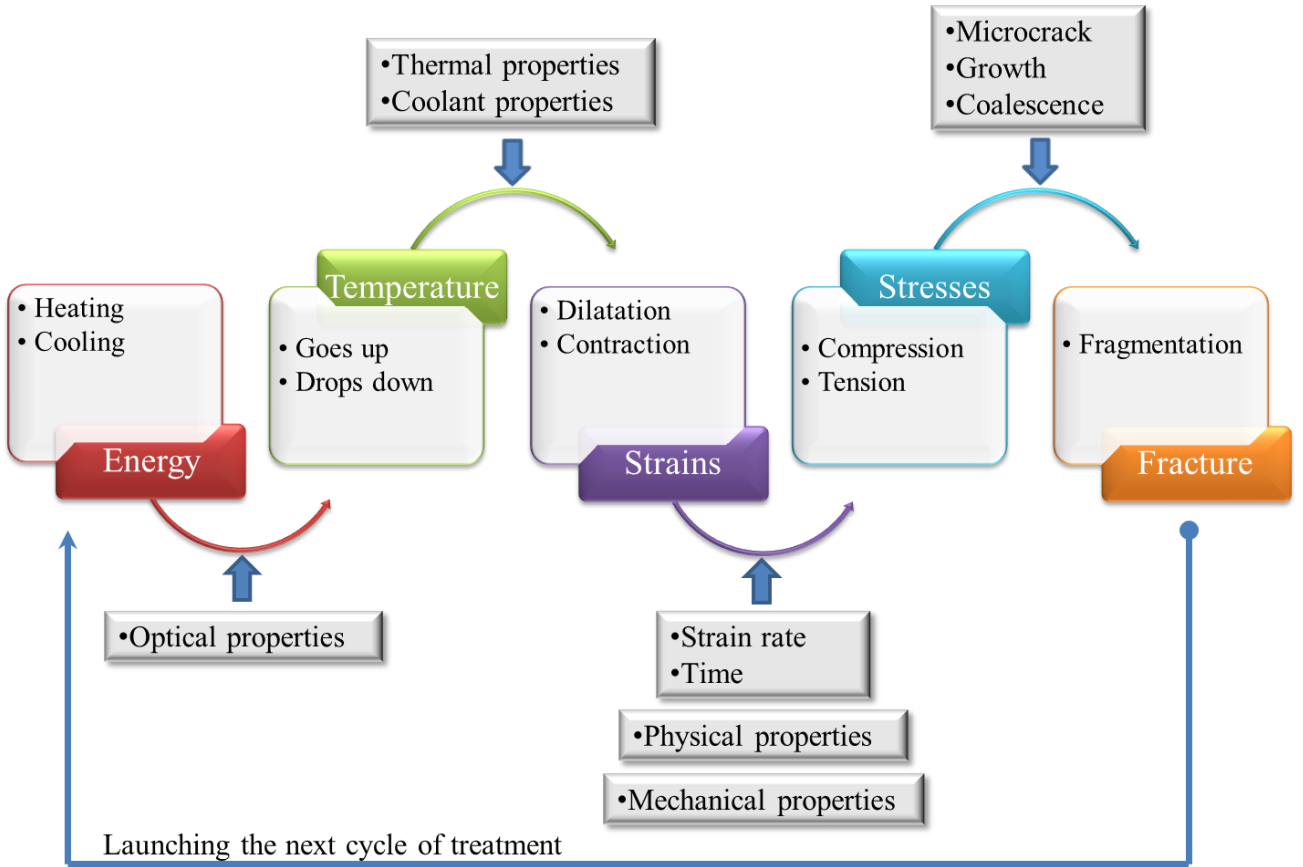 •Thermal properties
•Coolant properties
•Microcrack
•Growth
•Coalescence
• Heating
• Cooling
Energy
Temperature
• Goes up
• Drops down
• Dilatation
• Contraction
Strains
Stresses
• Compression
• Tension
• Fragmentation
Fracture
•Optical properties
•Strain rate
•Time
•Physical properties
•Mechanical properties
Launching the next cycle of treatment